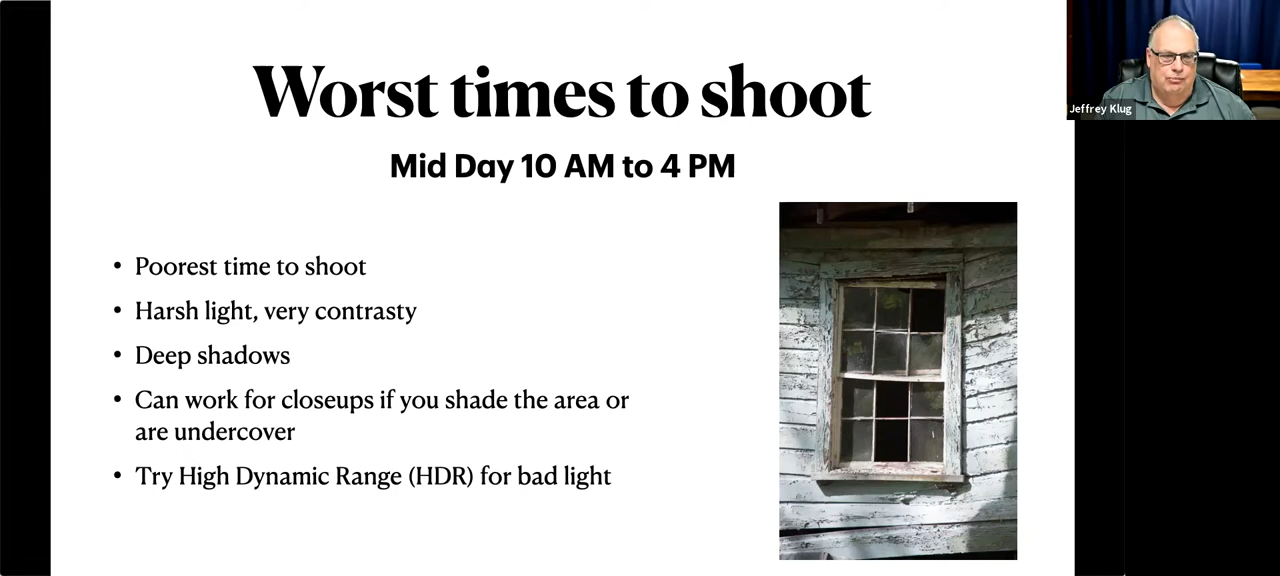 Worst times to shoot
Mid Day 10 AM to 4 PM
• Poorest time to shoot
• Harsh light, very contrasty
• Deep shadows
• Can work for closeups if you shade the area or
are undercover
• Try High Dynamic Range (HDR) for bad light
Jeffrey Klug